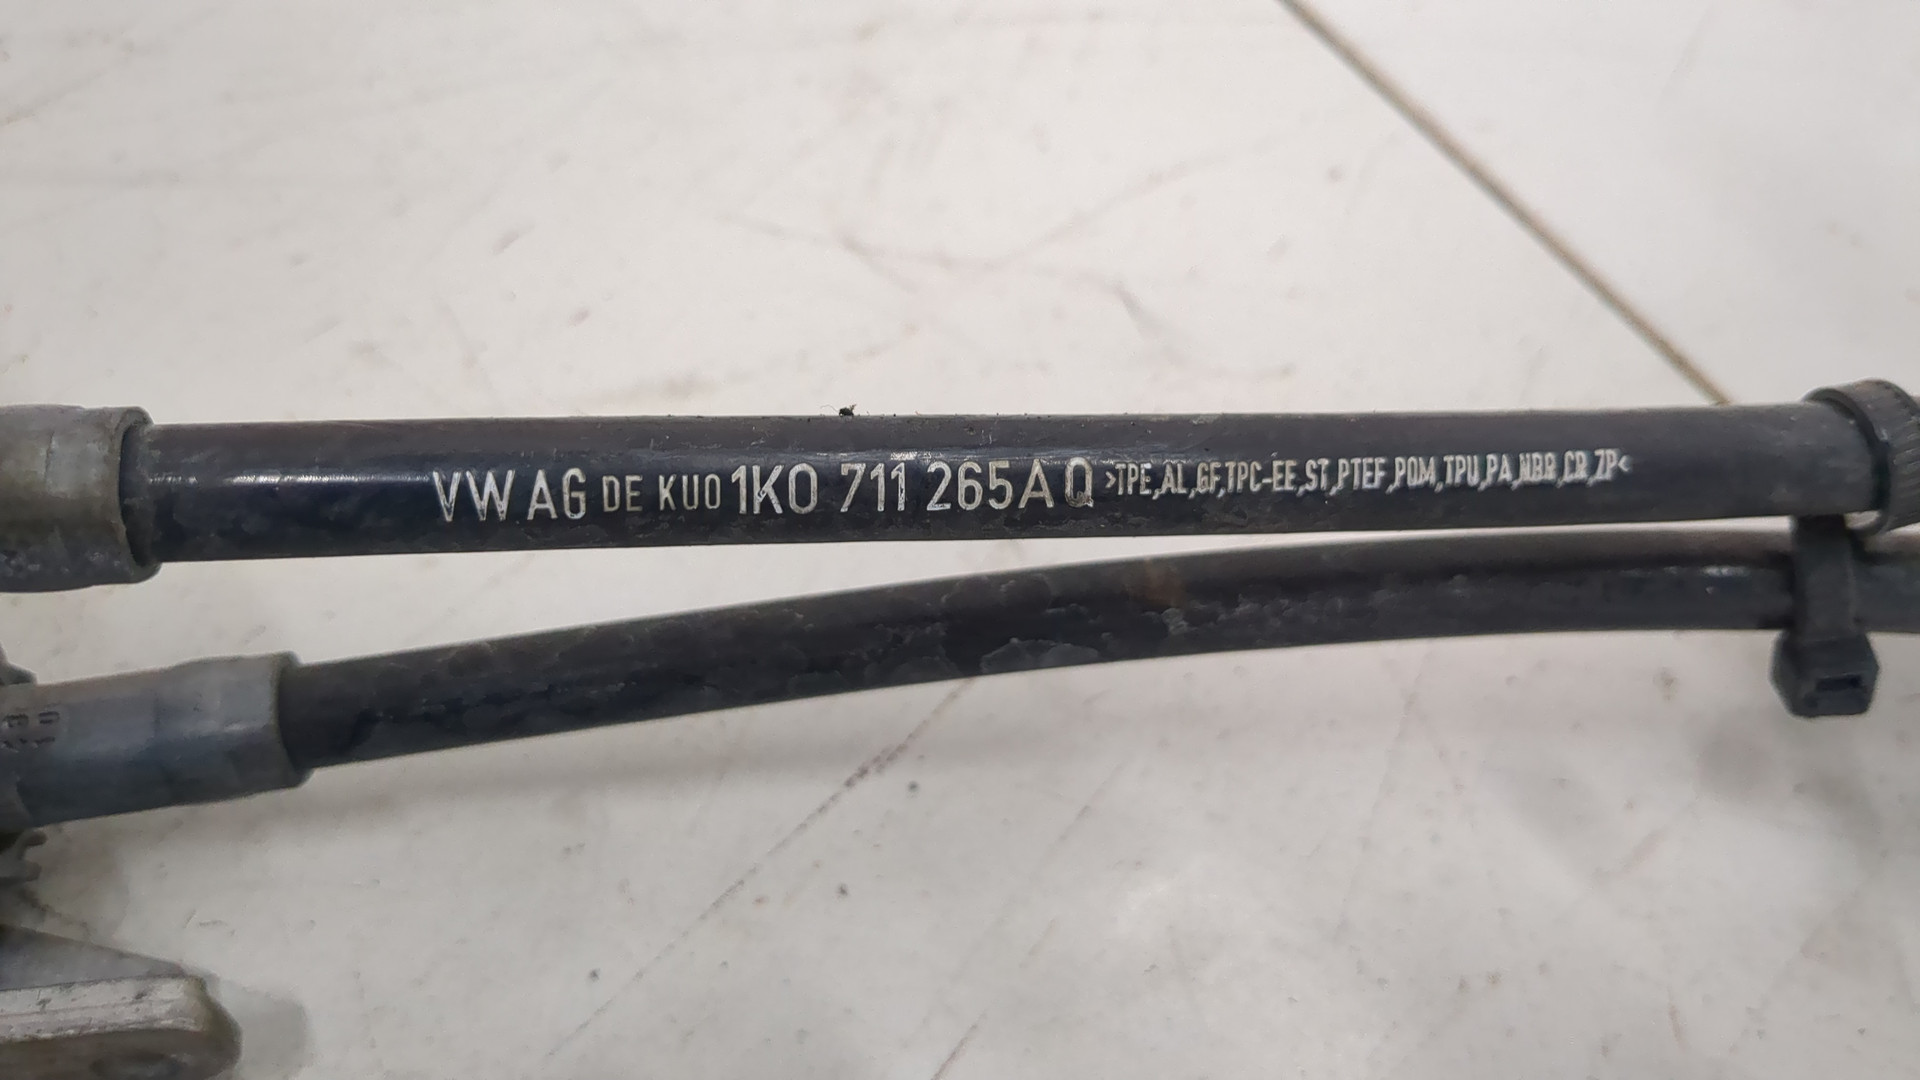 VW AG DE KUO 1K0 711 265AQ >TPE,AL,GF,TPC-EE,ST,PTEF,POM,TPU,PA,NBR,CR,ZP<